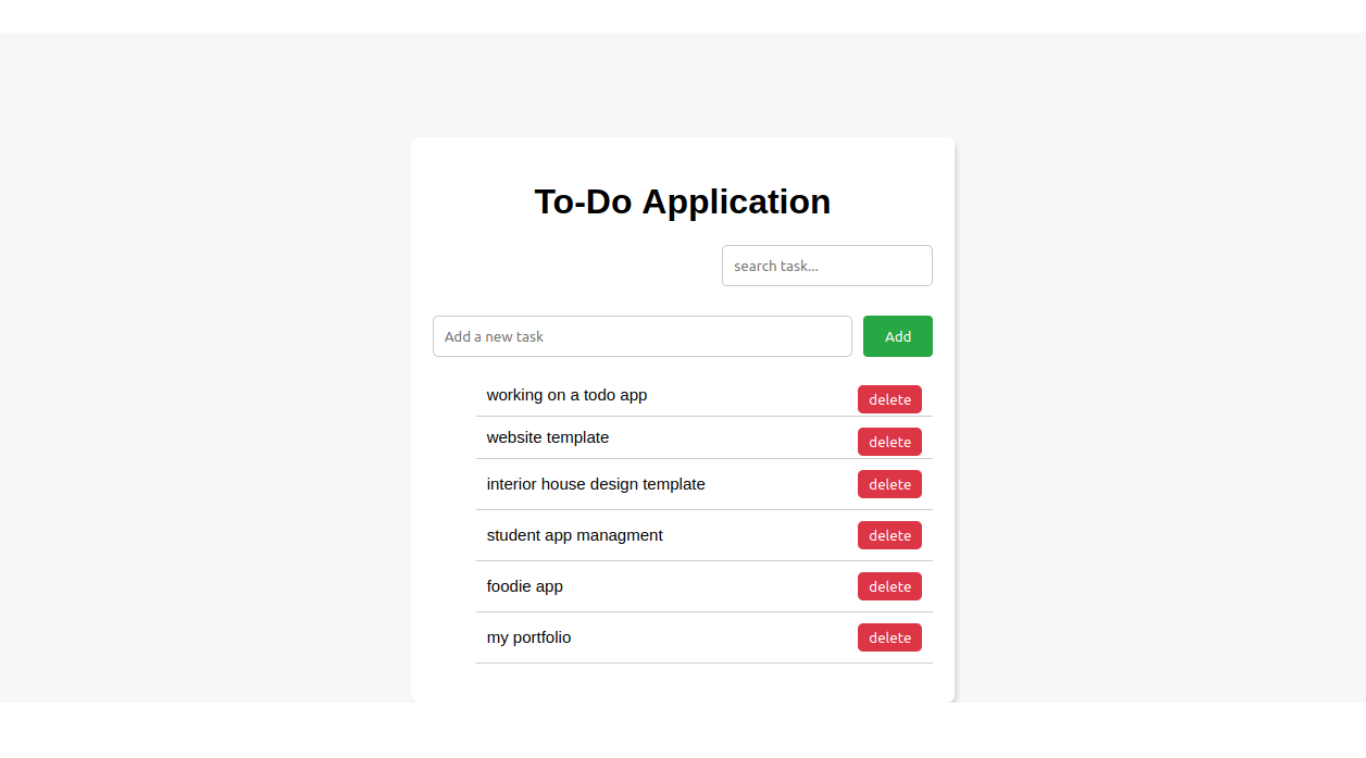 To-Do Application
search task...
Add a new task Add
working on a todo app delete
website template delete
interior house design template delete
student app managment delete
foodie app delete
my portfolio delete